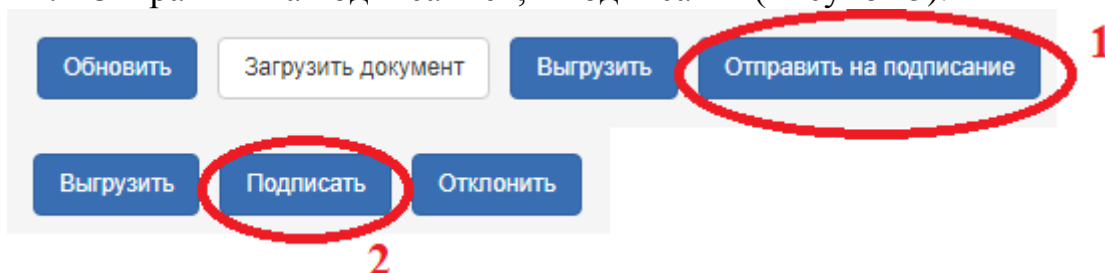 Обновить Загрузить документ Выгрузить Отправить на подписание 1
Выгрузить Подписать Отклонить
2